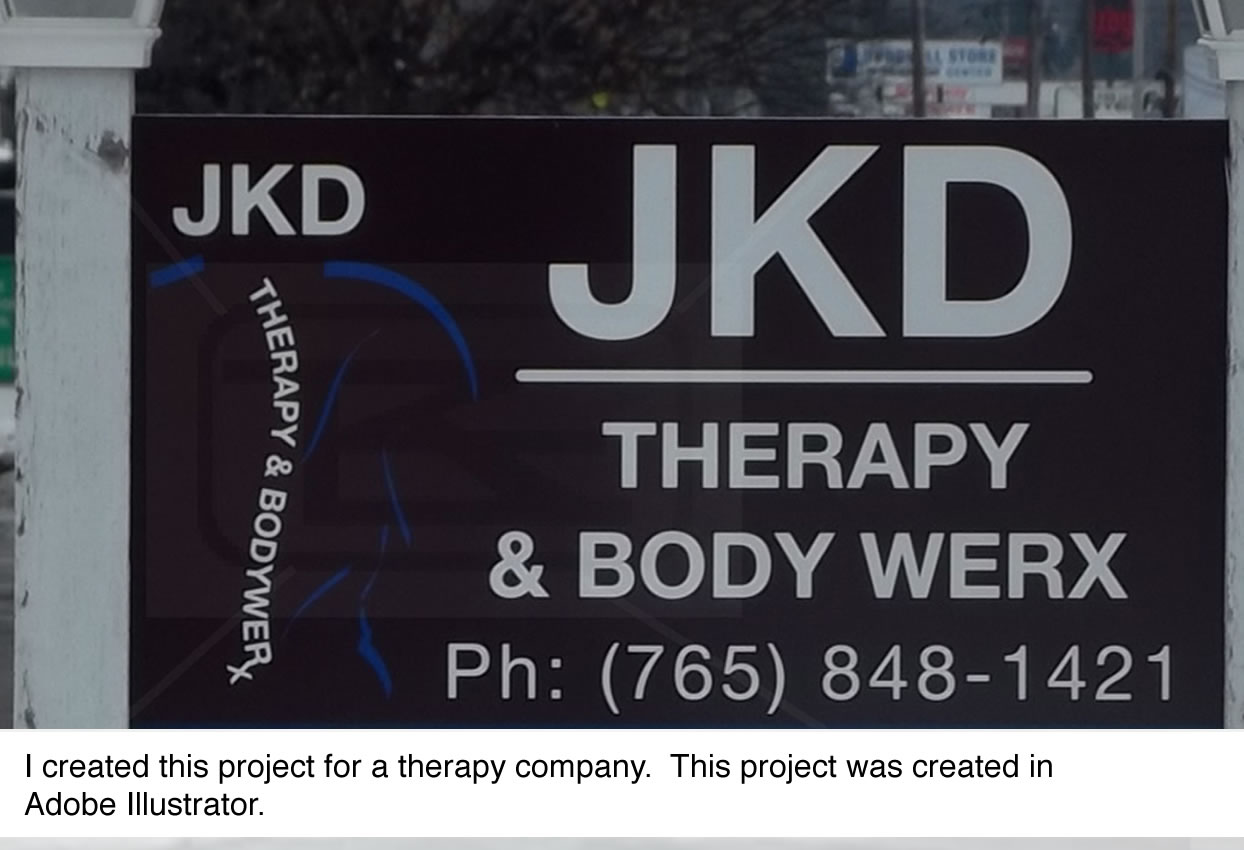 JKD
THERAPY & BODYWERX
JKD
THERAPY
& BODY WERX
Ph: (765) 848-1421
I created this project for a therapy company.  This project was created in
Adobe Illustrator.